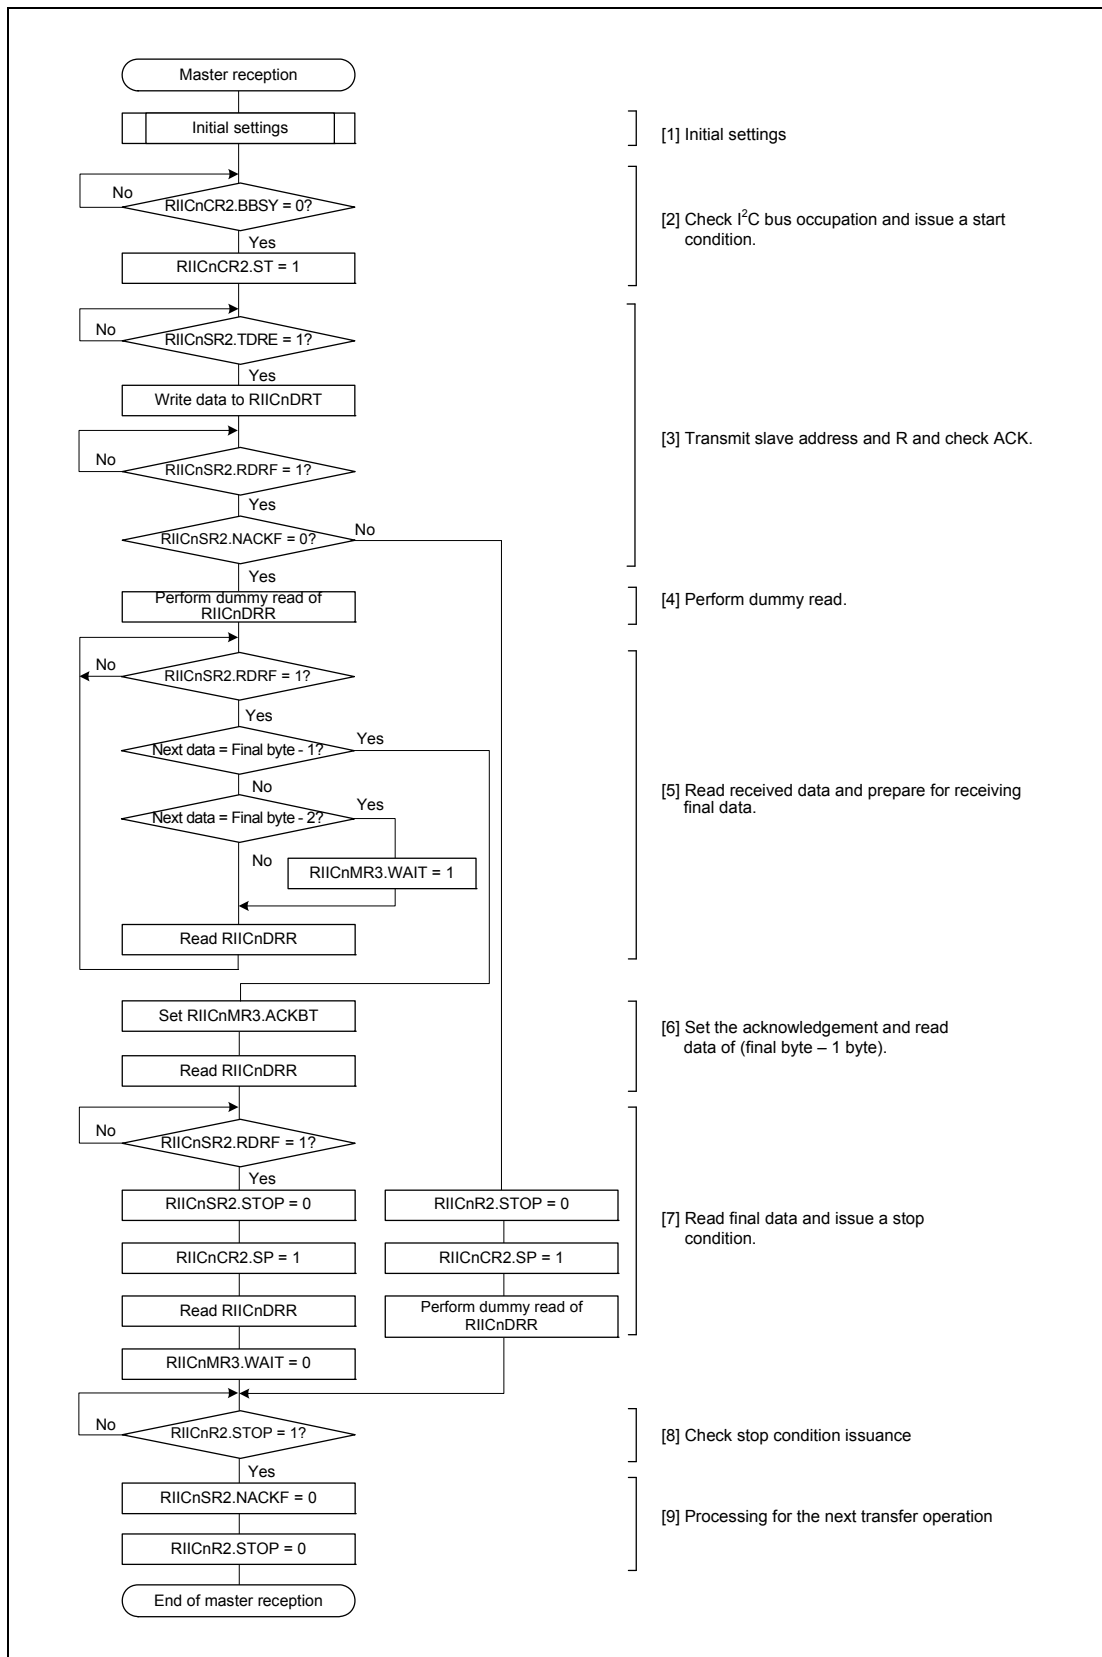 Master reception
Initial settings
[1] Initial settings
No
RIICnCR2.BBSY = 0?
Yes
RIICnCR2.ST = 1
[2] Check I2C bus occupation and issue a start
condition.
No
RIICnSR2.TDRE = 1?
Yes
Write data to RIICnDRT
No
RIICnSR2.RDRF = 1?
Yes
RIICnSR2.NACKF = 0?
No
Yes
[3] Transmit slave address and R and check ACK.
Perform dummy read of
RIICnDRR
[4] Perform dummy read.
No
RIICnSR2.RDRF = 1?
Yes
Next data = Final byte - 1?
Yes
No
Next data = Final byte - 2?
Yes
No
RIICnMR3.WAIT = 1
Read RIICnDRR
[5] Read received data and prepare for receiving
final data.
Set RIICnMR3.ACKBT
Read RIICnDRR
[6] Set the acknowledgement and read
data of (final byte – 1 byte).
No
RIICnSR2.RDRF = 1?
Yes
RIICnSR2.STOP = 0
RIICnCR2.SP = 1
Read RIICnDRR
RIICnMR3.WAIT = 0
RIICnR2.STOP = 0
RIICnCR2.SP = 1
Perform dummy read of
RIICnDRR
[7] Read final data and issue a stop
condition.
No
RIICnR2.STOP = 1?
Yes
[8] Check stop condition issuance
RIICnSR2.NACKF = 0
RIICnR2.STOP = 0
[9] Processing for the next transfer operation
End of master reception